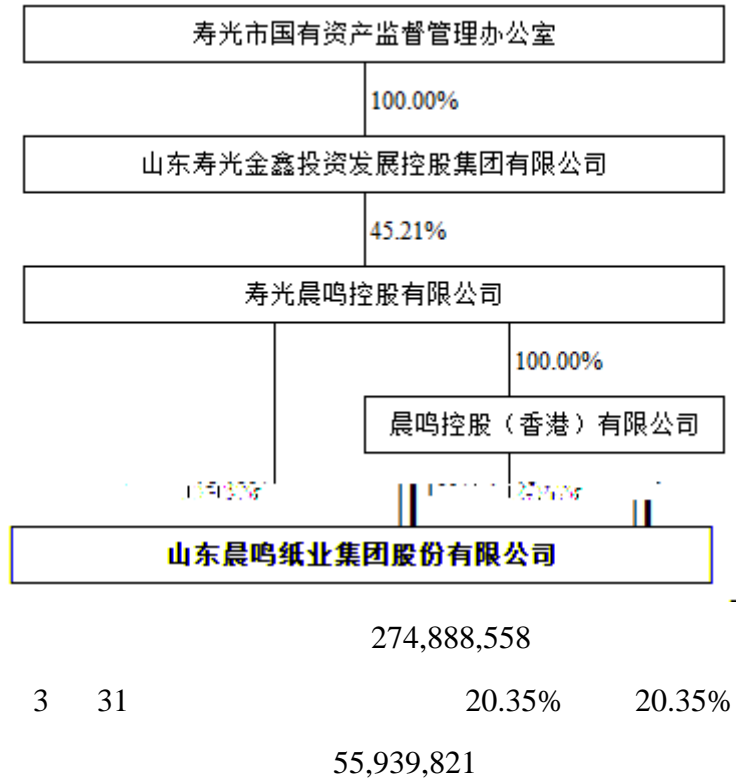 寿光市国有资产监督管理办公室
100.00%
山东寿光金鑫投资发展控股集团有限公司
45.21%
寿光晨鸣控股有限公司
100.00%
晨鸣控股（香港）有限公司
山东晨鸣纸业集团股份有限公司
274,888,558
3 31 20.35% 20.35%
55,939,821